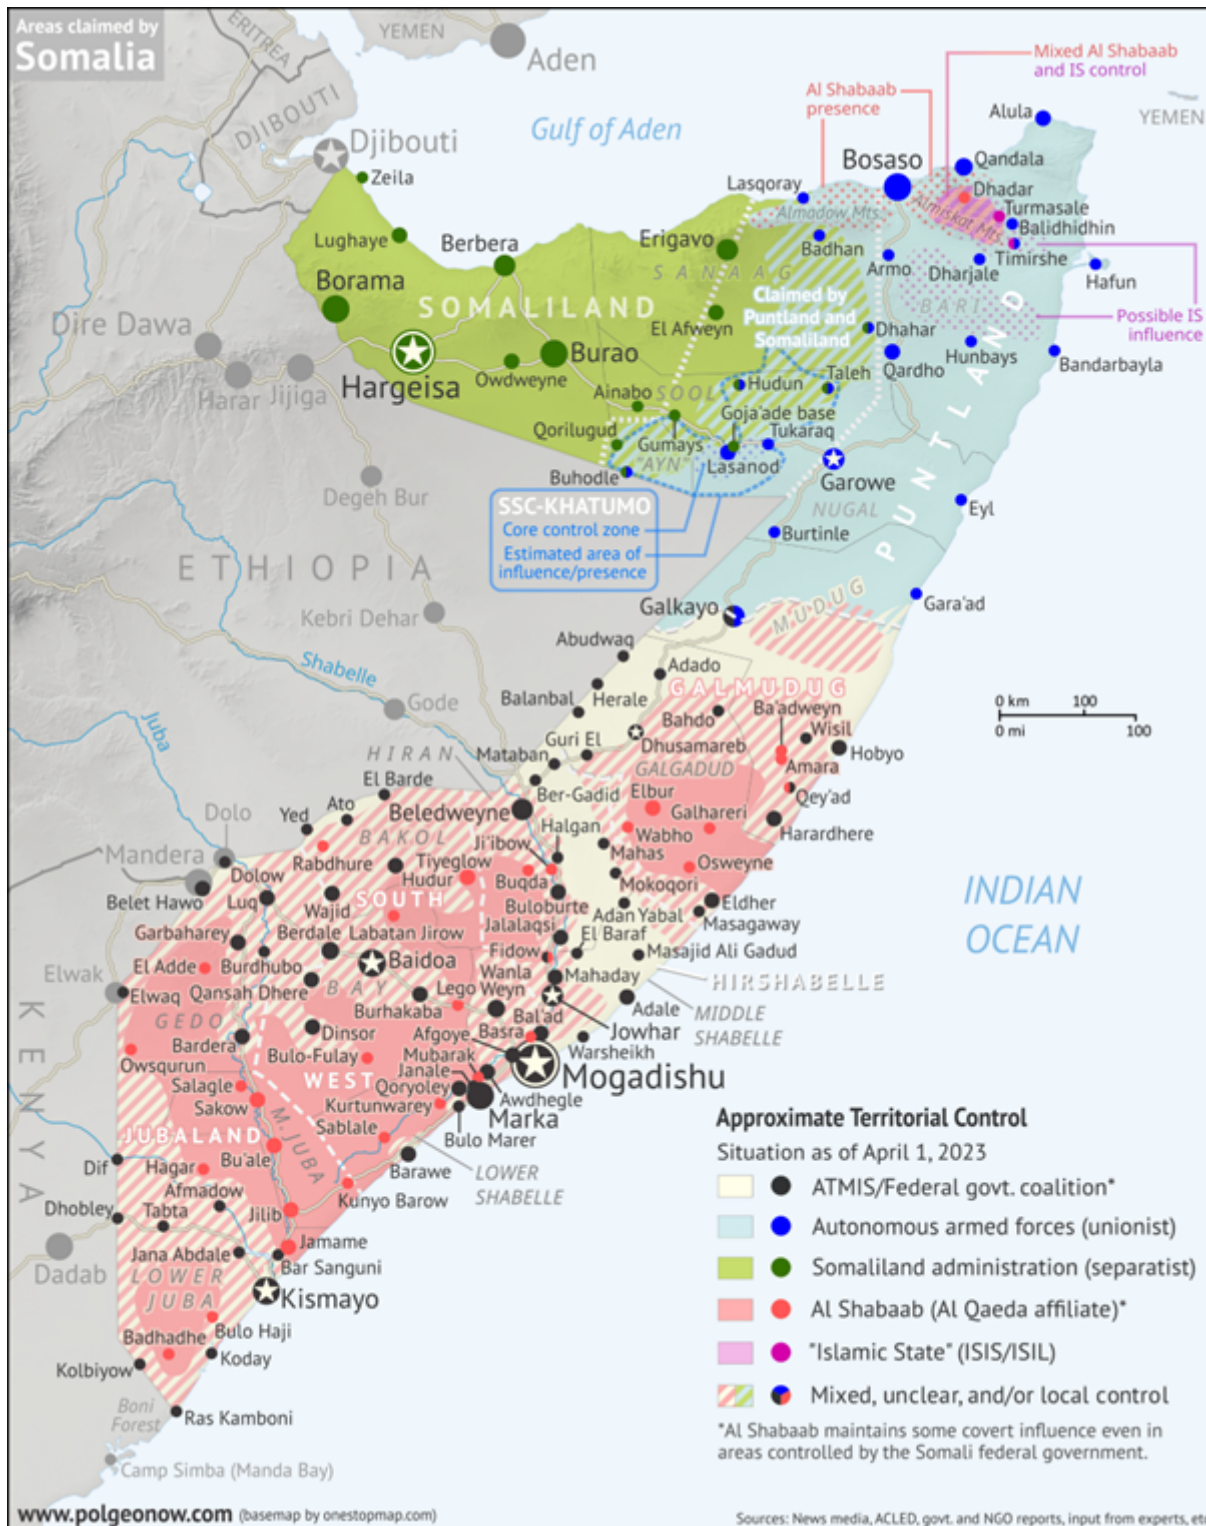 Areas claimed by
Somalia
ERITREA
YEMEN
Aden
DJIBOUTI
Djibouti
Gulf of Aden
Mixed Al Shabaab
and IS control
Al Shabaab
presence
Alula
YEMEN
Zeila
Bosaso
Qandala
Lasqoray
Dhadar
Almadow Mts.
Almiskat Mts.
Turmasale
Balidhidhin
Lughaye
Berbera
Erigavo
Badhan
Timirshe
SANAAG
Armo
Dharjale
Hafun
Borama
SOMALILAND
Claimed by
Puntland and
Somaliland
BARI
Possible IS
influence
Dire Dawa
El Afweyn
Dhahar
Hunbays
Bandarbayla
Burao
Qardho
Hargeisa
Owdweyne
Taleh
Hudun
Harar
Jijiga
Ainabo
SOOL
Goja'ade base
PUNTLAND
Qorilugud
Gumays
Tukaraq
"AYN"
Lasanod
Buhodle
Garowe
Degeh Bur
SSC-KHATUMO
Core control zone
Estimated area of
influence/presence
NUGAL
Eyl
Burtinle
ETHIOPIA
Galkayo
Gara'ad
MUDUG
Kebri Dehar
Abudwaq
Shabelle
Adado
Balanbal
Herale
GALMUDUG
Juba
Gode
Bahdo
Ba'adweyn
Wisil
0 km
100
0 mi
100
Guri El
Dhusamareb
Hobyo
HIRAN
Mataban
GALGADUD
Amara
El Barde
Ber-Gadid
Elbur
Qey'ad
Dolo
Yed
Ato
Beledweyne
Galhareri
Halgan
Harardhere
BAKOL
Ji'ibow
Wabho
Mandera
Rabdhure
Tiyeglow
Mahas
Osweyne
Dolow
Hudur
Buqda
Mokoqori
INDIAN
OCEAN
Belet Hawo
Luq
SOUTH
Wajid
Buloburte
Eldher
Garbaharey
Berdale
Labatan Jirow
Jalalaqsi
Adan Yabal
Masagaway
El Baraf
El Adde
Burdhubo
Baidoa
Fidow
Masajid Ali Gadud
Elwak
Wanla
Weyn
Mahaday
HIRSHABELLE
Elwaq
Qansah Dhere
BAY
Lego
Adale
MIDDLE
SHABELLE
KENYA
GEDO
Burhakaba
Bal'ad
Jowhar
Dinsor
Afgoye
Basra
Bardera
Warsheikh
Bulo-Fulay
Mubarak
Owsqurun
Mogadishu
Janale
Salagle
WEST
Qoryoley
Awdhegle
Sakow
Kurtunwarey
Marka
JUBALAND
M. JUBA
Sablale
Bulo Marer
Dif
Bu'ale
Hagar
Barawe
LOWER
SHABELLE
Afmadow
Dhobley
Kunyo Barow
Tabta
Jilib
Jana Abdale
Jamame
Dadab
LOWER
JUBA
Bar Sanguni
Kismayo
Badhadhe
Bulo Haji
Kolbiyow
Koday
Boni
Forest
Ras Kamboni
Camp Simba (Manda Bay)
Approximate Territorial Control
Situation as of April 1, 2023
ATMIS/Federal govt. coalition*
Autonomous armed forces (unionist)
Somaliland administration (separatist)
Al Shabaab (Al Qaeda affiliate)*
"Islamic State" (ISIS/ISIL)
Mixed, unclear, and/or local control
*Al Shabaab maintains some covert influence even in
areas controlled by the Somali federal government.
www.polgeonow.com (basemap by onestopmap.com)
Sources: News media, ACLED, govt. and NGO reports, input from experts, etc